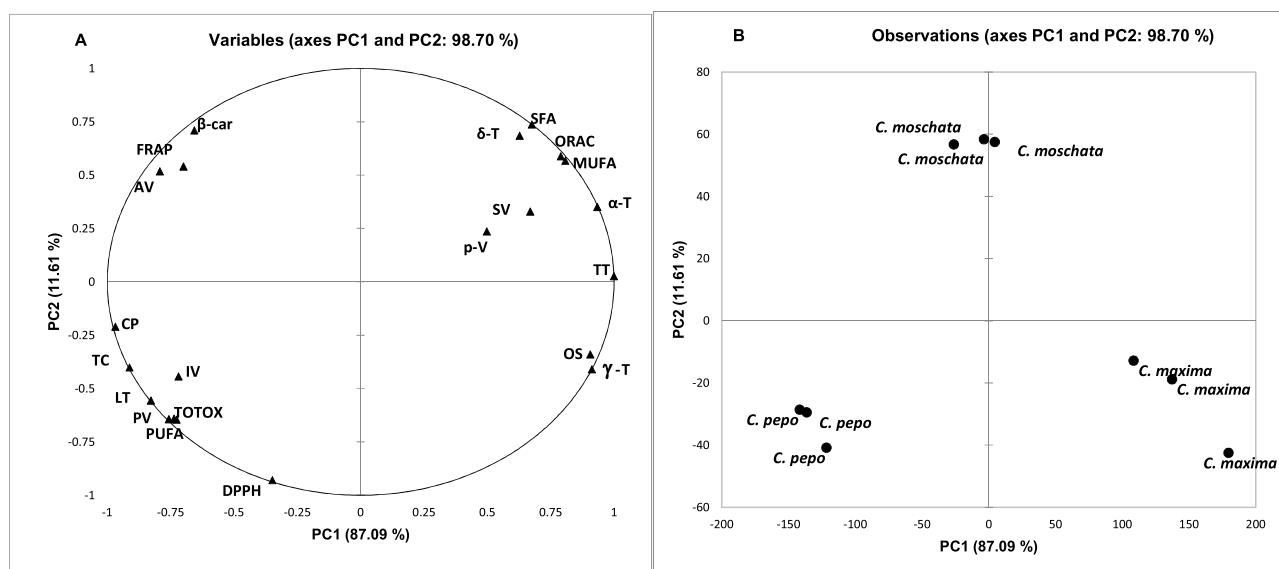 A
Variables (axes PC1 and PC2: 98.70 %)
1
0.75
0.5
0.25
0
-0.25
-0.5
-0.75
-1
PC2 (11.61 %)
β-car
FRAP
AV
SFA
δ-T
ORAC
MUFA
α-T
SV
p-V
TT
CP
TC
IV
LT
PV
TOTOX
PUFA
DPPH
OS
γ-T
-1
-0.75
-0.5
-0.25
0
0.5
0.75
1
PC1 (87.09 %)
B
Observations (axes PC1 and PC2: 98.70 %)
80
60
40
20
0
-20
-40
-60
PC2 (11.61 %)
C. moschata
C. moschata
C. moschata
C. maxima
C. maxima
C. maxima
C. pepo
C. pepo
C. pepo
-200
-150
-100
-50
0
50
100
150
200
PC1 (87.09 %)